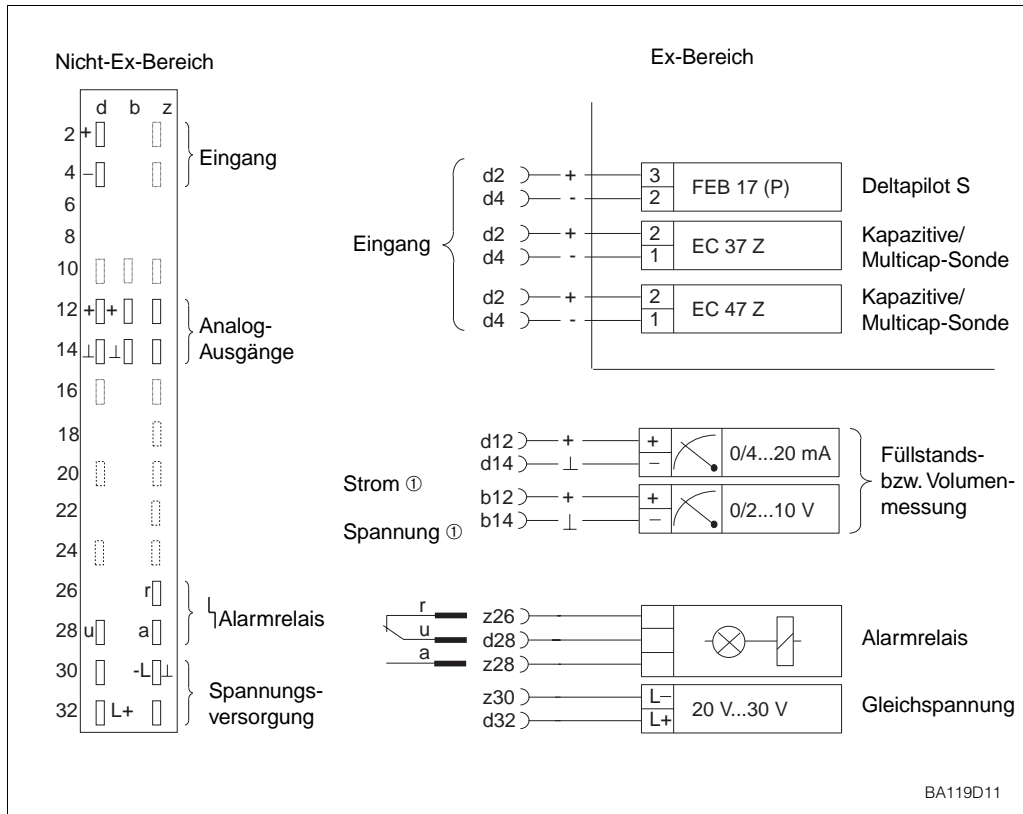 Nicht-Ex-Bereich
d b z
2 +
4 –
Eingang
6
8
10
12 + +
14 ⊥ ⊥
Analog-
Ausgänge
16
18
20
22
24
26 r
28 u a
Alarmrelais
30 -L ⊥
32 L+
Spannungs-
versorgung
Ex-Bereich
Eingang
d2 + 3
d4 - 2
FEB 17 (P)
Deltapilot S
d2 + 2
d4 - 1
EC 37 Z
Kapazitive/
Multicap-Sonde
d2 + 2
d4 - 1
EC 47 Z
Kapazitive/
Multicap-Sonde
Strom ①
d12 + +
d14 ⊥ –
0/4...20 mA
Spannung ①
b12 + +
b14 ⊥ –
0/2...10 V
Füllstands-
bzw. Volumen-
messung
r z26 -
u d28 –
a z28 -
Alarmrelais
z30 - L–
d32 – L+
20 V...30 V
Gleichspannung
BA119D11